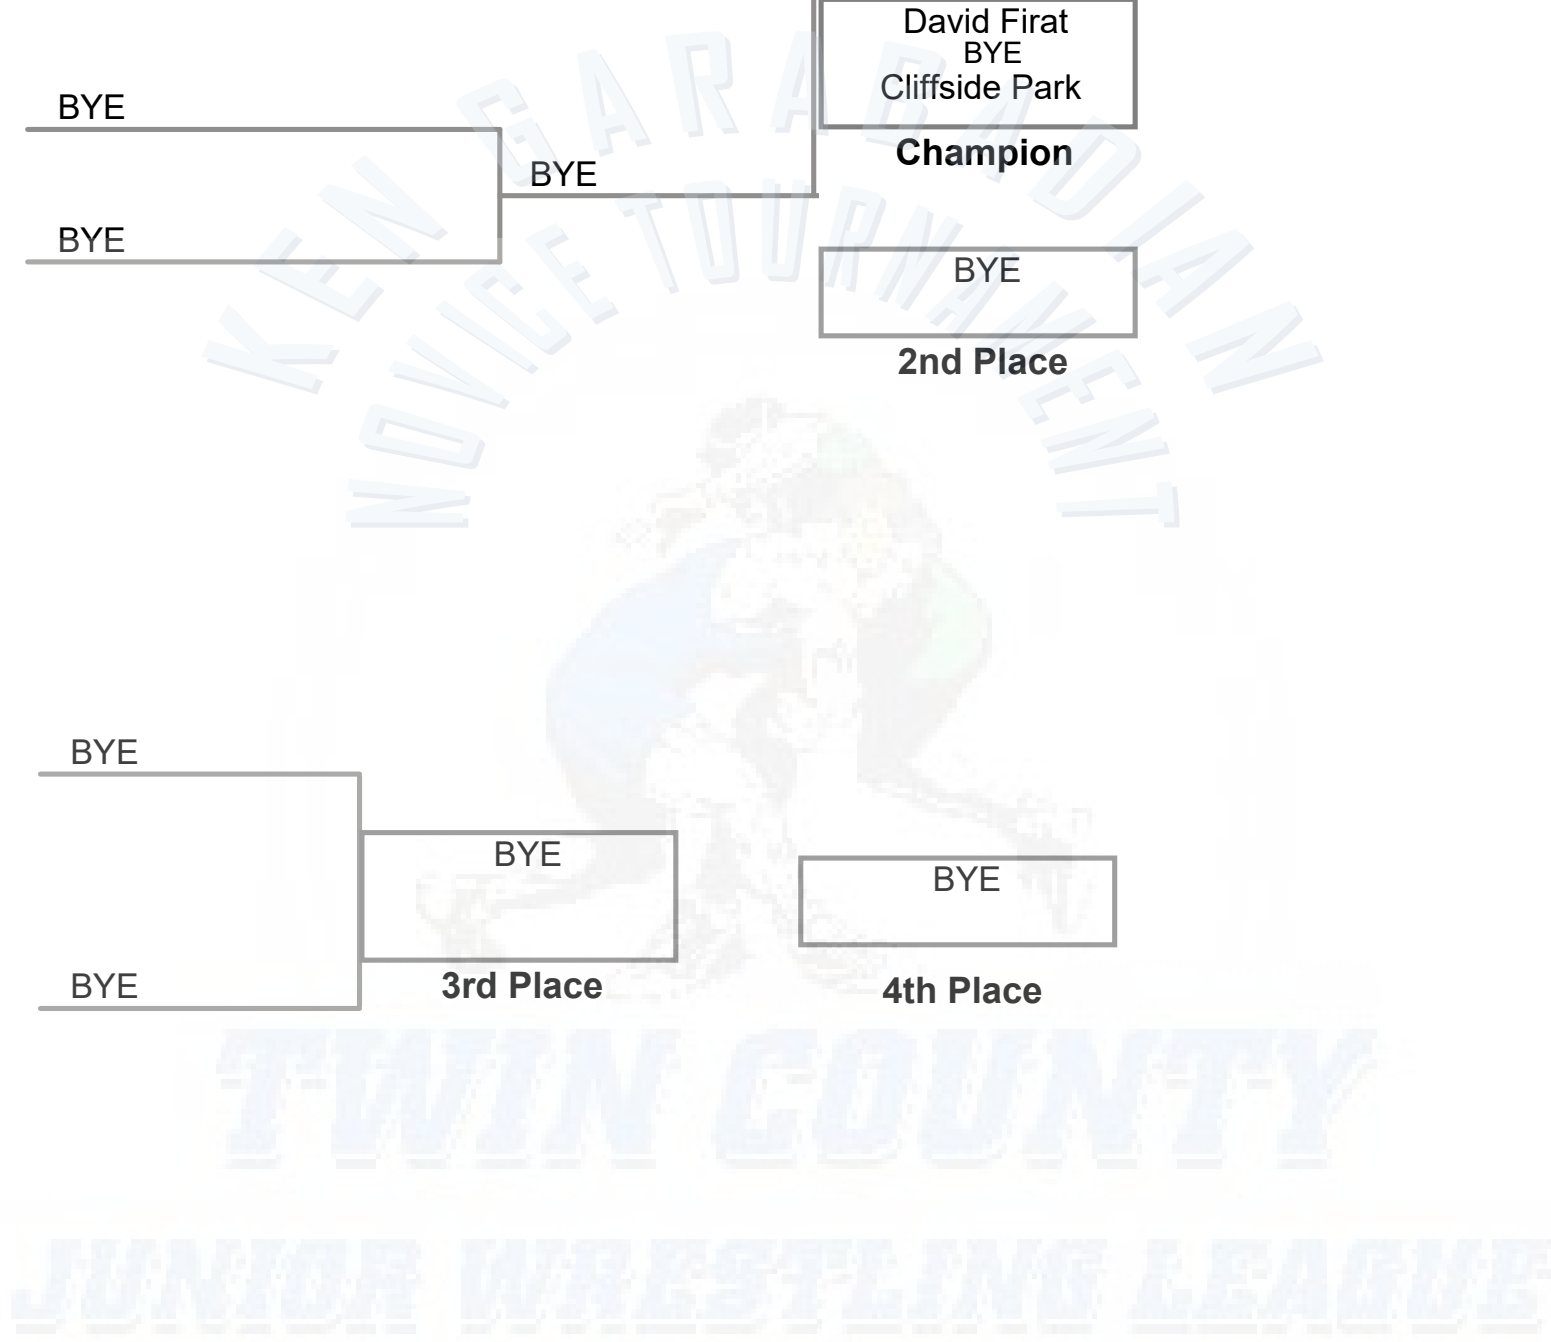 David Firat
BYE
Cliffside Park
BYE
Champion
BYE
BYE
BYE
2nd Place
BYE
BYE
BYE
BYE
3rd Place
4th Place
KEN GARABADIAN
NOVICE TOURNAMENT
TWIN COUNTY
JUNIOR WRESTLING LEAGUE